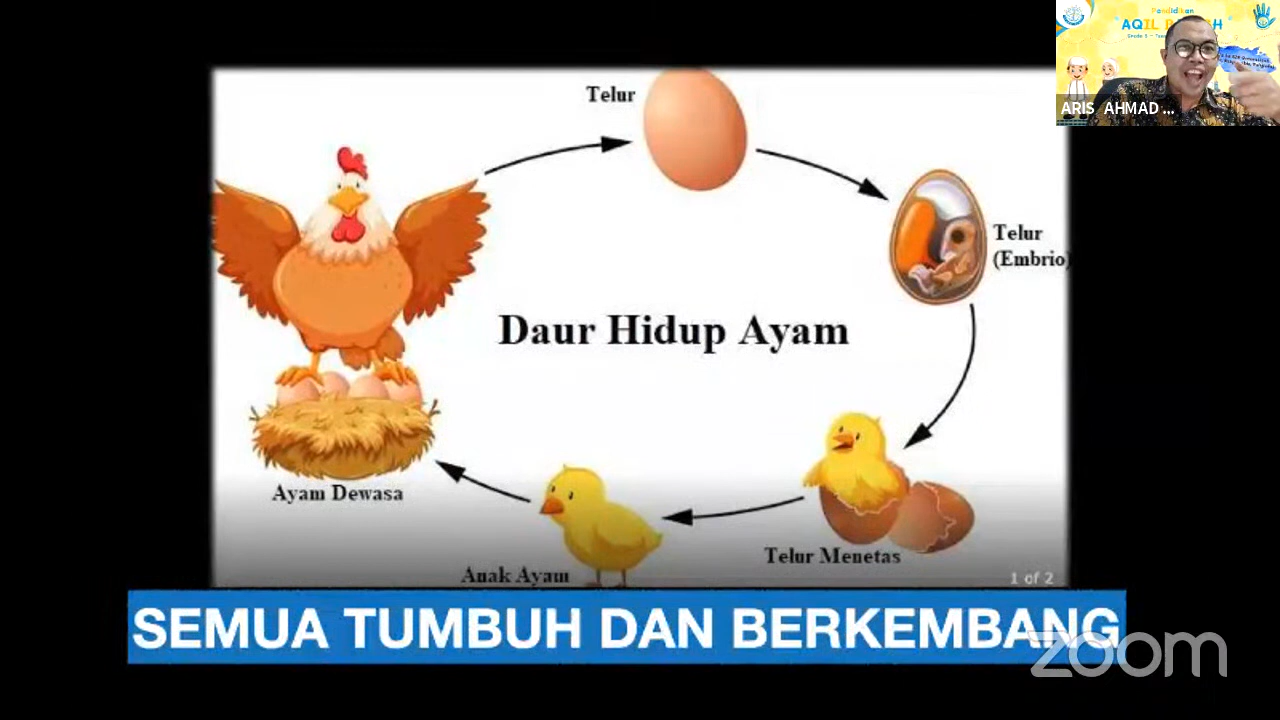 Pendidikan
ARIS AHMAD ...
Telur
Telur
(Embrio)
Daur Hidup Ayam
Ayam Dewasa
Telur Menetas
Anak Ayam
1 of 2
SEMUA TUMBUH DAN BERKEMBANG
zoom